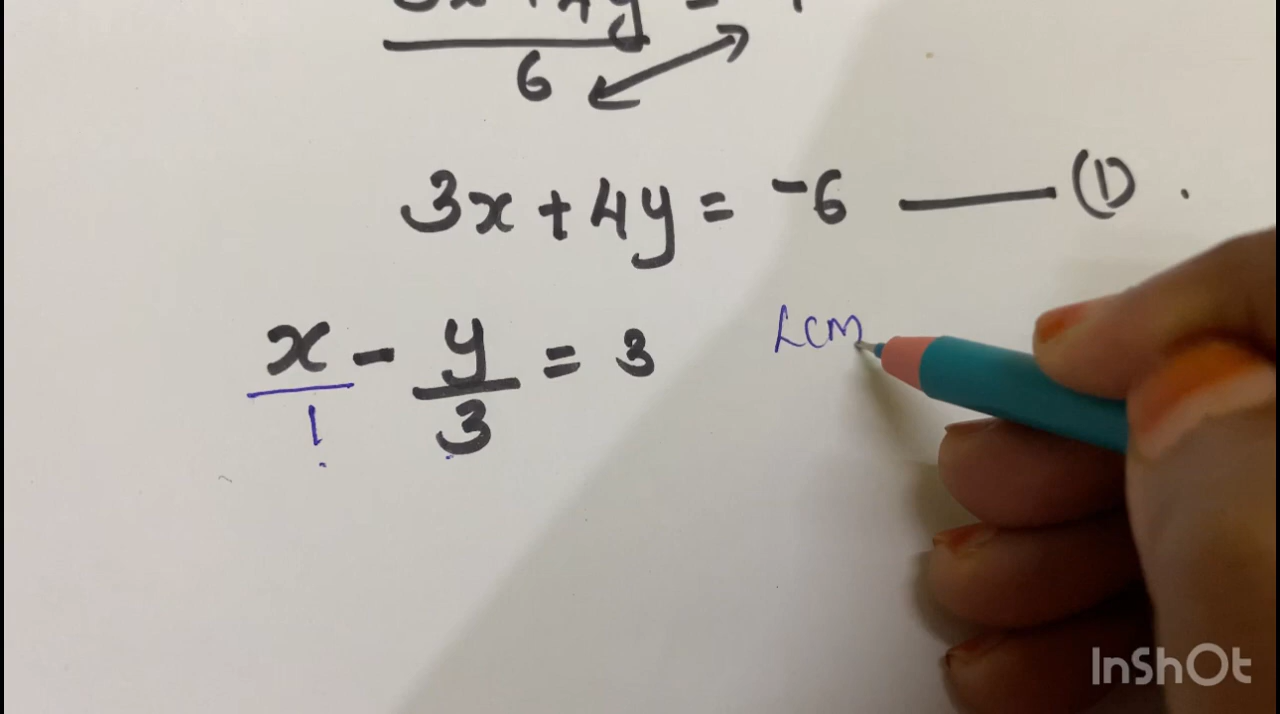 6
3x + 4y = -6 —— (1) .
x/1 - y/3 = 3 LCM
InShOt